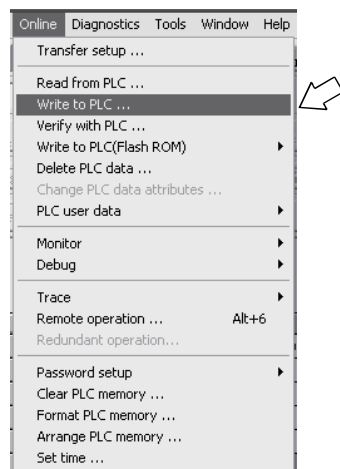 Online Diagnostics Tools Window Help
Transfer setup ...
Read from PLC ...
Write to PLC ...
Verify with PLC ...
Write to PLC(Flash ROM)
Delete PLC data ...
Change PLC data attributes ...
PLC user data
Monitor
Debug
Trace
Remote operation ... Alt+6
Redundant operation...
Password setup
Clear PLC memory ...
Format PLC memory ...
Arrange PLC memory ...
Set time ...